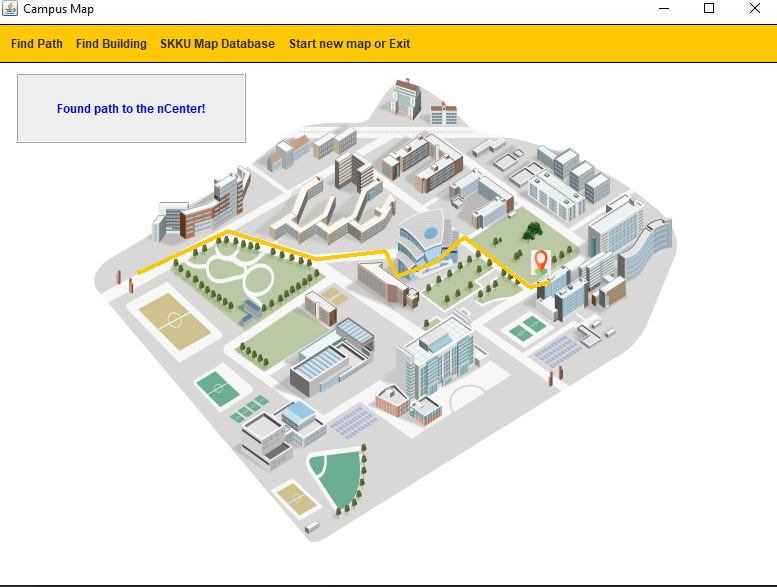 Campus Map
Find Path Find Building SKKU Map Database Start new map or Exit
Found path to the nCenter!